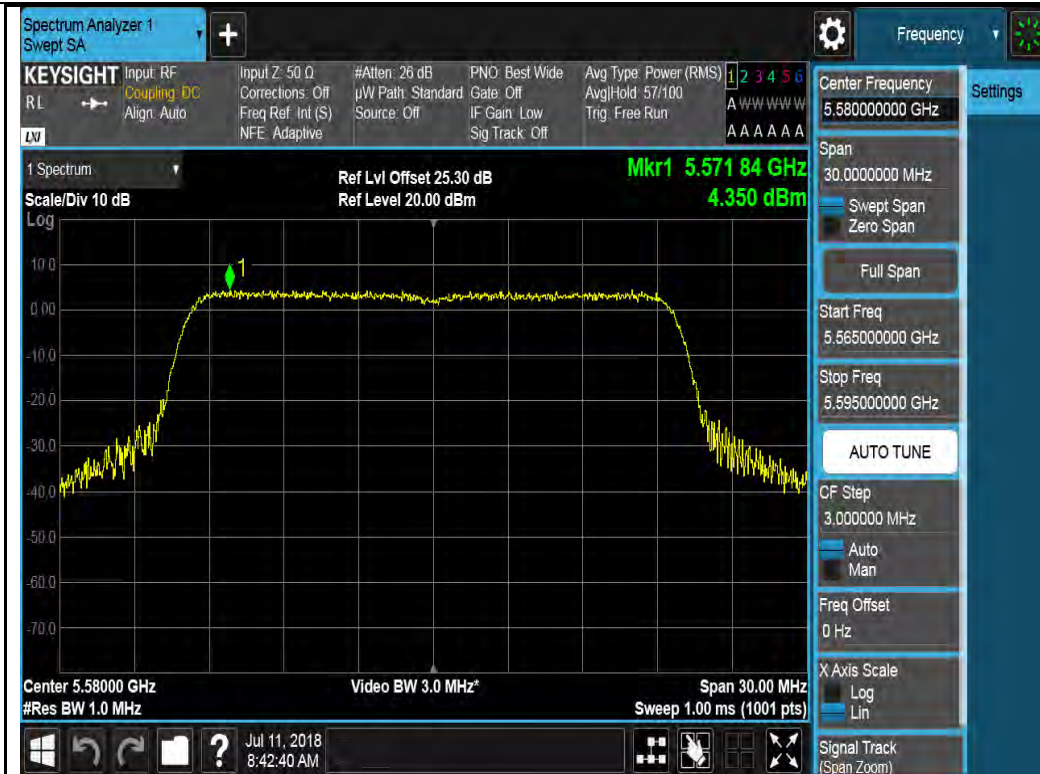 Spectrum Analyzer 1
Swept SA
+
Frequency
KEYSIGHT
RL
LXI
Input: RF
Coupling: DC
Align: Auto
Input Z: 50 Ω
Corrections: Off
Freq Ref: Int (S)
NFE: Adaptive
#Atten: 26 dB
µW Path: Standard
Source: Off
PNO: Best Wide
Gate: Off
IF Gain: Low
Sig Track: Off
Avg Type: Power (RMS)
Avg|Hold: 57/100
Trig: Free Run
1 2 3 4 5 6
A W W W W W
A A A A A A
1 Spectrum
Scale/Div 10 dB
Ref Lvl Offset 25.30 dB
Ref Level 20.00 dBm
Mkr1 5.571 84 GHz
4.350 dBm
Log
10.0
0.00
-10.0
-20.0
-30.0
-40.0
-50.0
-60.0
-70.0
1
Center 5.58000 GHz
#Res BW 1.0 MHz
Video BW 3.0 MHz*
Span 30.00 MHz
Sweep 1.00 ms (1001 pts)
?
Jul 11, 2018
8:42:40 AM
Center Frequency
5.580000000 GHz
Settings
Span
30.0000000 MHz
Swept Span
Zero Span
Full Span
Start Freq
5.565000000 GHz
Stop Freq
5.595000000 GHz
AUTO TUNE
CF Step
3.000000 MHz
Auto
Man
Freq Offset
0 Hz
X Axis Scale
Log
Lin
Signal Track
(Span Zoom)